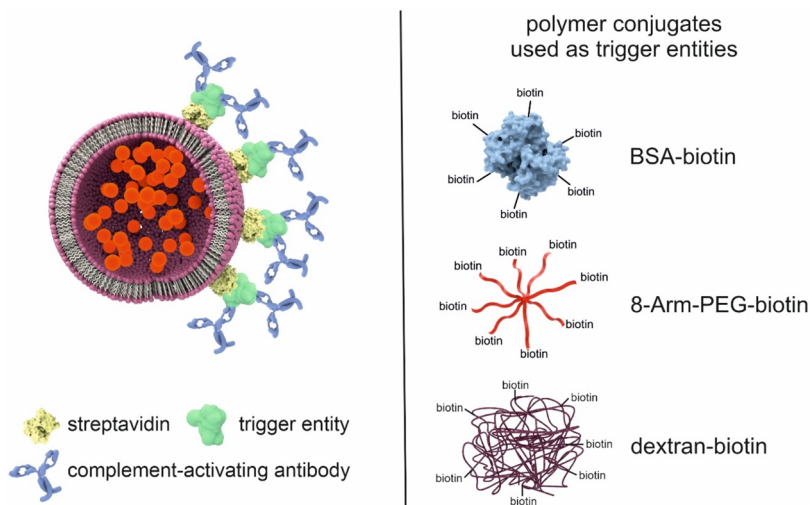 polymer conjugates
used as trigger entities
biotin
biotin
biotin
biotin
biotin
biotin
BSA-biotin
biotin
biotin
biotin
biotin
biotin
biotin
biotin
biotin
8-Arm-PEG-biotin
biotin
biotin
biotin
biotin
biotin
biotin
dextran-biotin
streptavidin
trigger entity
complement-activating antibody